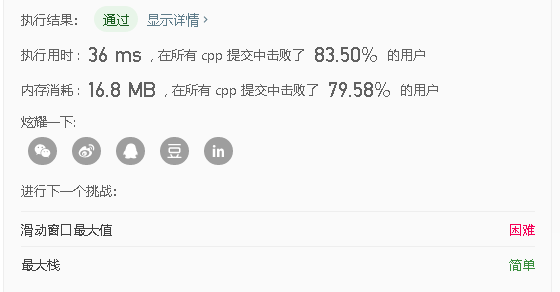 执行结果： 通过 显示详情 ›
执行用时： 36 ms , 在所有 cpp 提交中击败了 83.50% 的用户
内存消耗： 16.8 MB , 在所有 cpp 提交中击败了 79.58% 的用户
炫耀一下:
豆 in
进行下一个挑战：
滑动窗口最大值 困难
最大栈 简单